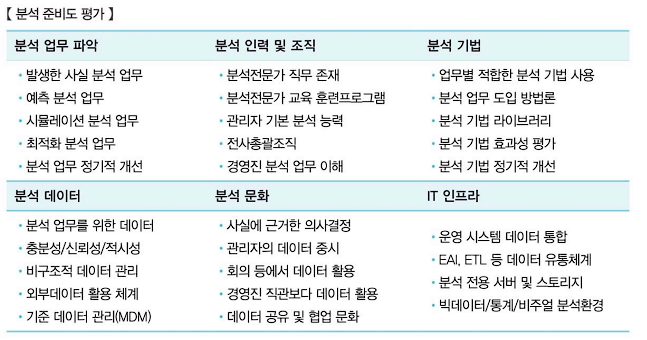 【 분석 준비도 평가 】
분석 업무 파악
• 발생한 사실 분석 업무
• 예측 분석 업무
• 시뮬레이션 분석 업무
• 최적화 분석 업무
• 분석 업무 정기적 개선
분석 인력 및 조직
• 분석전문가 직무 존재
• 분석전문가 교육 훈련프로그램
• 관리자 기본 분석 능력
• 전사총괄조직
• 경영진 분석 업무 이해
분석 기법
• 업무별 적합한 분석 기법 사용
• 분석 업무 도입 방법론
• 분석 기법 라이브러리
• 분석 기법 효과성 평가
• 분석 기법 정기적 개선
분석 데이터
• 분석 업무를 위한 데이터
• 충분성/신뢰성/적시성
• 비구조적 데이터 관리
• 외부데이터 활용 체계
• 기준 데이터 관리(MDM)
분석 문화
• 사실에 근거한 의사결정
• 관리자의 데이터 중시
• 회의 등에서 데이터 활용
• 경영진 직관보다 데이터 활용
• 데이터 공유 및 협업 문화
IT 인프라
• 운영 시스템 데이터 통합
• EAI, ETL 등 데이터 유통체계
• 분석 전용 서버 및 스토리지
• 빅데이터/통계/비주얼 분석환경